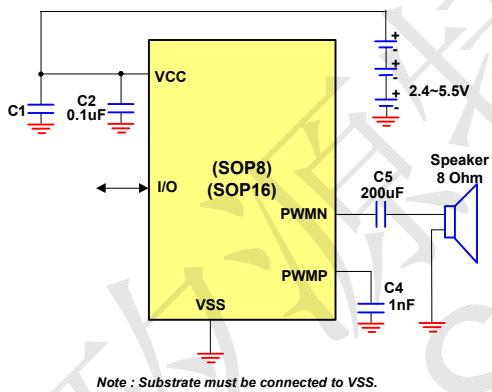 +
-
+
-
+
-
2.4~5.5V
VCC
C1
C2
0.1uF
(SOP8)
(SOP16)
I/O
Speaker
8 Ohm
C5
200uF
PWMN
PWMP
C4
1nF
VSS
Note : Substrate must be connected to VSS.